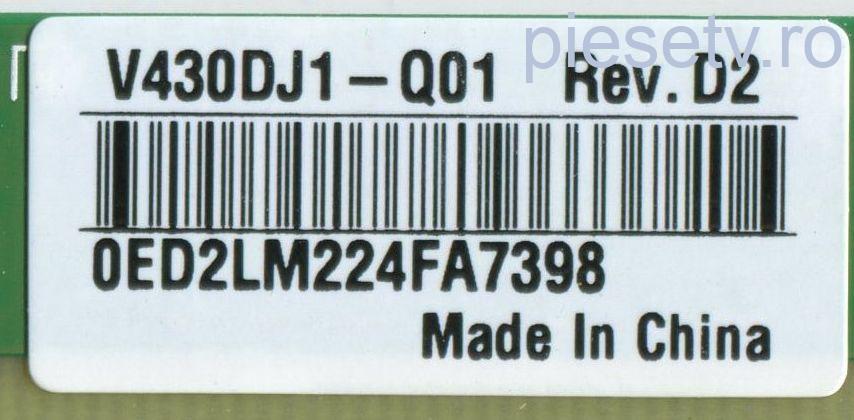 piesetv.ro
V430DJ1-Q01 Rev. D2
0ED2LM224FA7398
Made In China